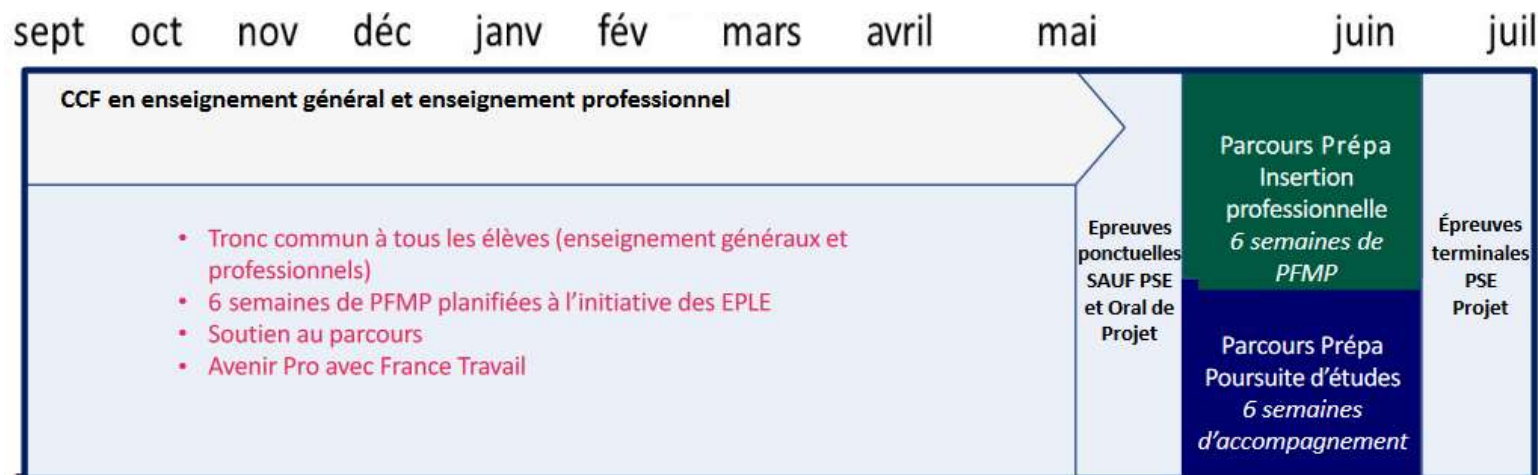 sept oct nov déc janv fév mars avril mai juin juil
CCF en enseignement général et enseignement professionnel
• Tronc commun à tous les élèves (enseignement généraux et
professionnels)
• 6 semaines de PFMP planifiées à l’initiative des EPLE
• Soutien au parcours
• Avenir Pro avec France Travail
Epreuves
ponctuelles
SAUF PSE
et Oral de
Projet
Parcours Prépa
Insertion
professionnelle
6 semaines de
PFMP
Parcours Prépa
Poursuite d’études
6 semaines
d’accompagnement
Épreuves
terminales
PSE
Projet